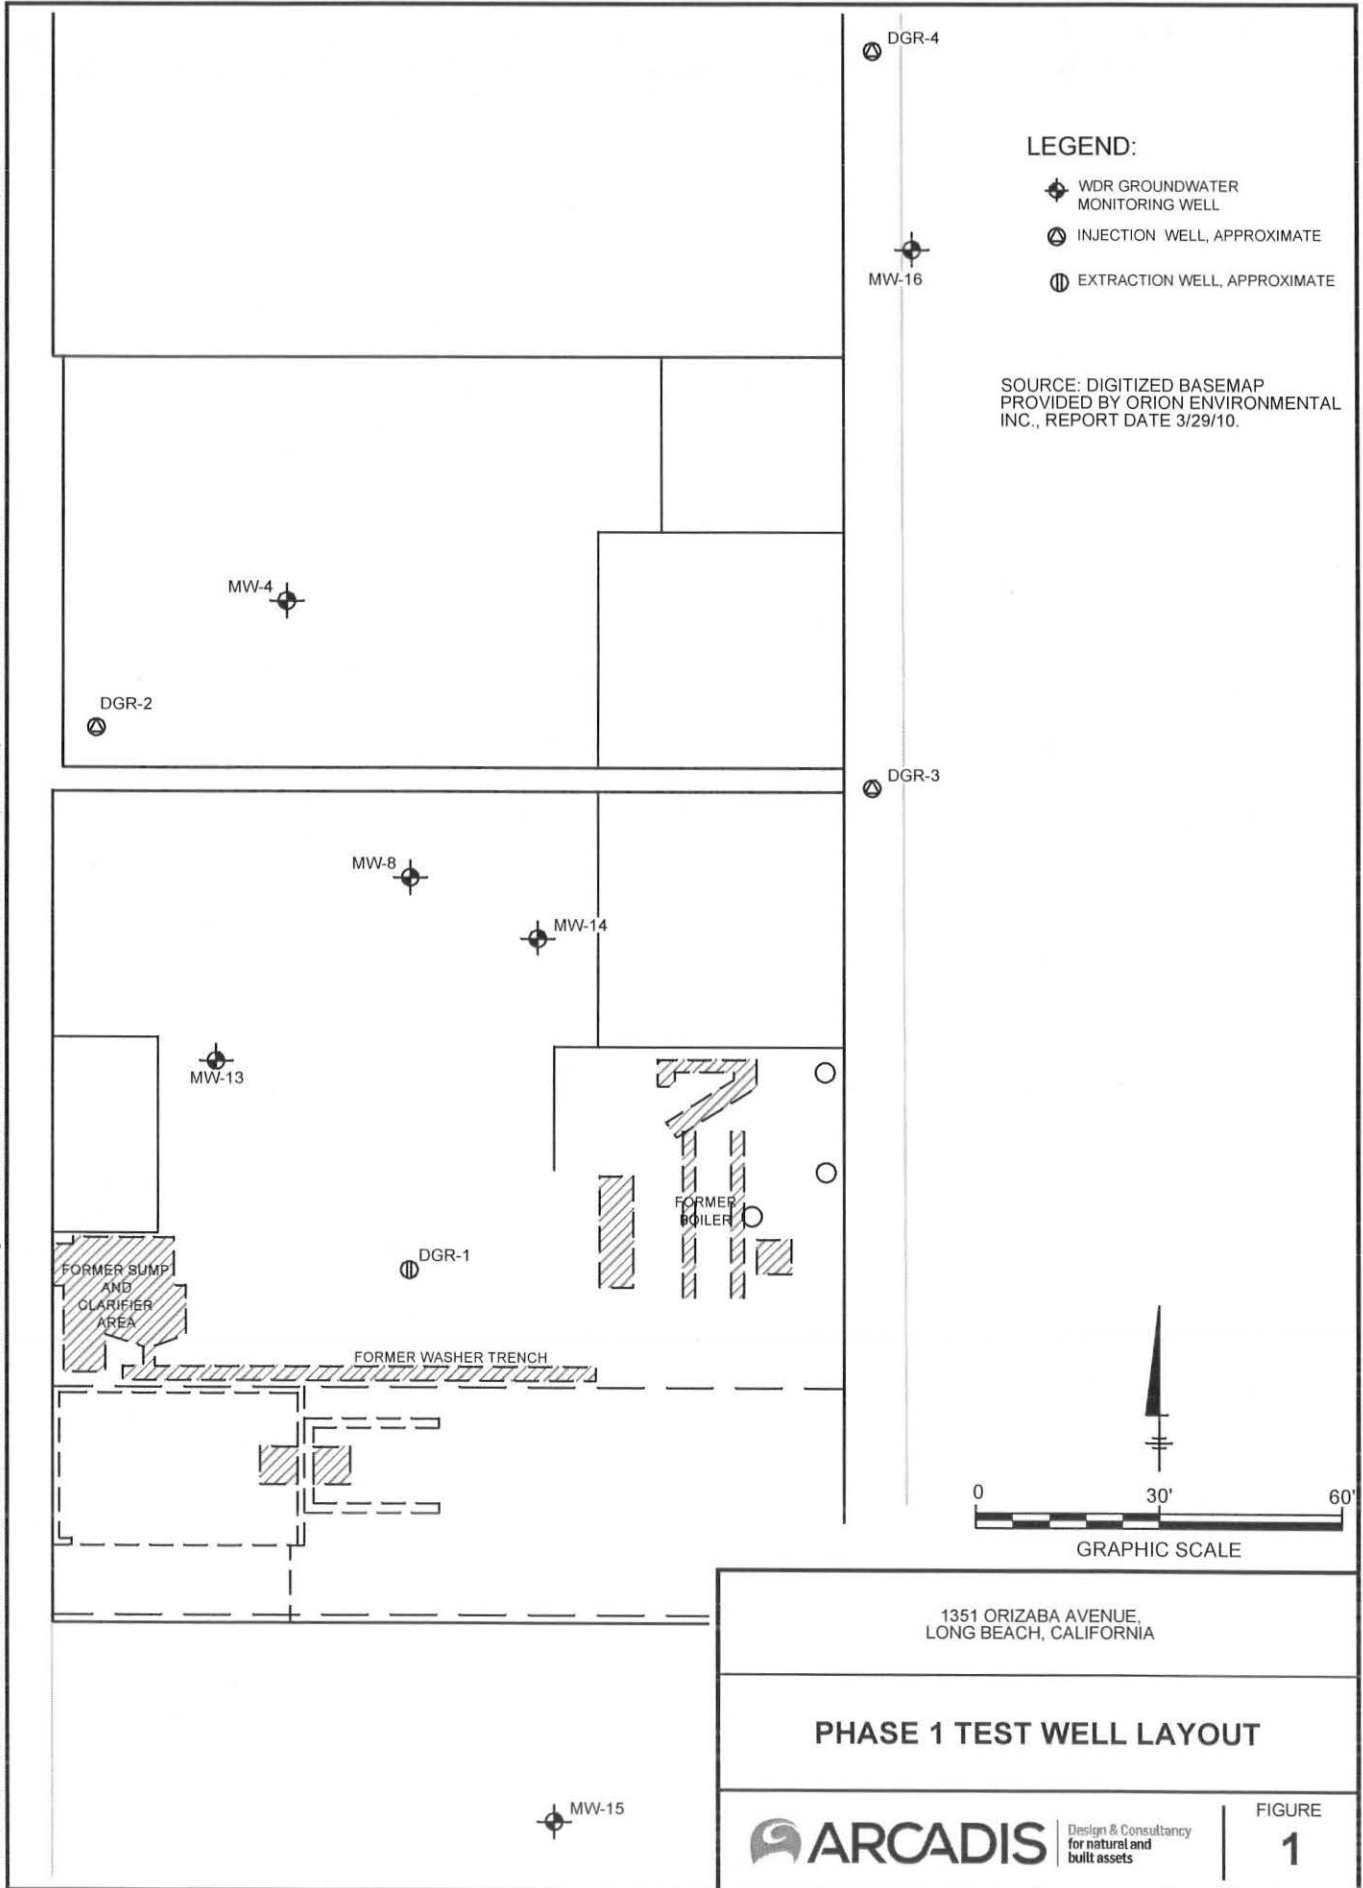 DGR-4
LEGEND:
WDR GROUNDWATER
MONITORING WELL
INJECTION WELL, APPROXIMATE
EXTRACTION WELL, APPROXIMATE
MW-16
SOURCE: DIGITIZED BASEMAP
PROVIDED BY ORION ENVIRONMENTAL
INC., REPORT DATE 3/29/10.
MW-4
DGR-2
DGR-3
MW-8
MW-14
MW-13
FORMER
BOILER
DGR-1
FORMER SUMP
AND
CLARIFIER
AREA
FORMER WASHER TRENCH
0 30' 60'
GRAPHIC SCALE
1351 ORIZABA AVENUE,
LONG BEACH, CALIFORNIA
PHASE 1 TEST WELL LAYOUT
MW-15
ARCADIS
Design & Consultancy
for natural and
built assets
FIGURE
1